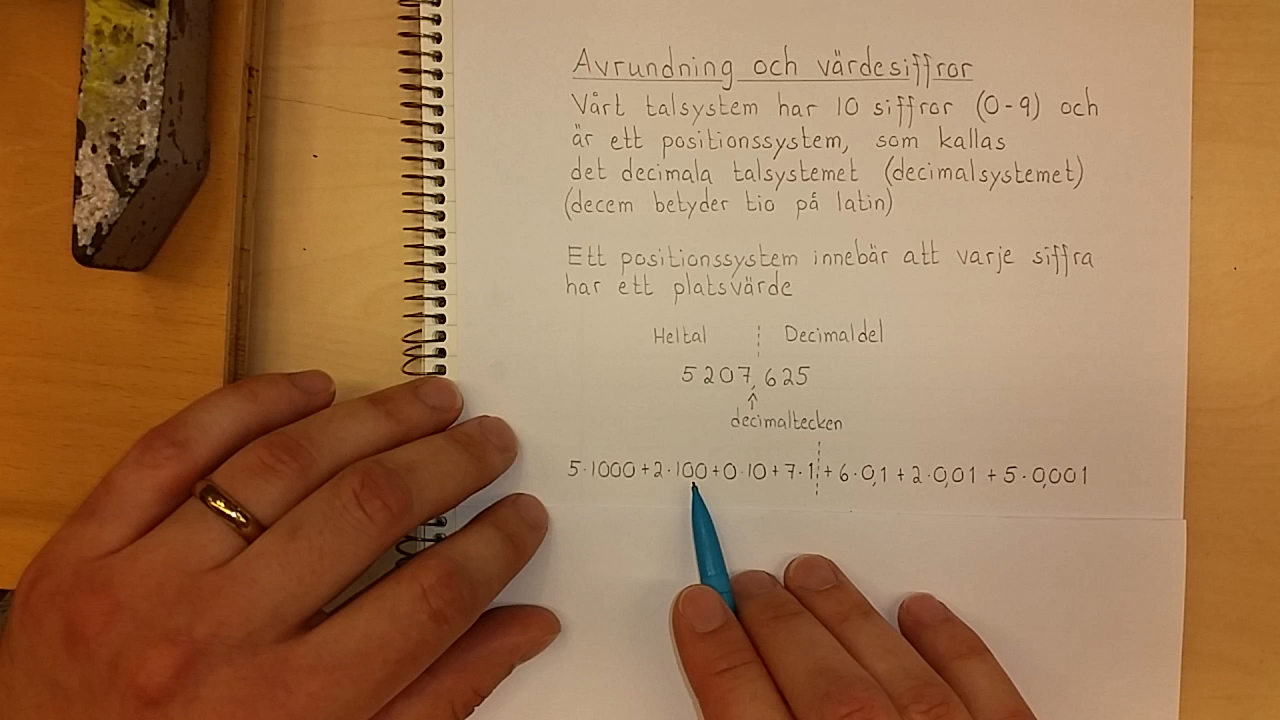 Avrundning och värdesiffror
Vårt talsystem har 10 siffror (0-9) och
är ett positionssystem, som kallas
det decimala talsystemet (decimalsystemet)
(decem betyder tio på latin)
Ett positionssystem innebär att varje siffra
har ett platsvärde
Heltal Decimaldel
5207,625
↑
decimaltecken
5·1000+2·100+0·10+7·1+6·0,1+2·0,01+5·0,001